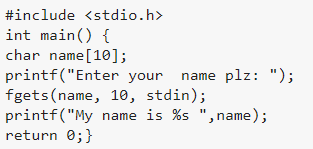 #include <stdio.h>
int main() {
char name[10];
printf("Enter your  name plz: ");
fgets(name, 10, stdin);
printf("My name is %s ",name);
return 0;}